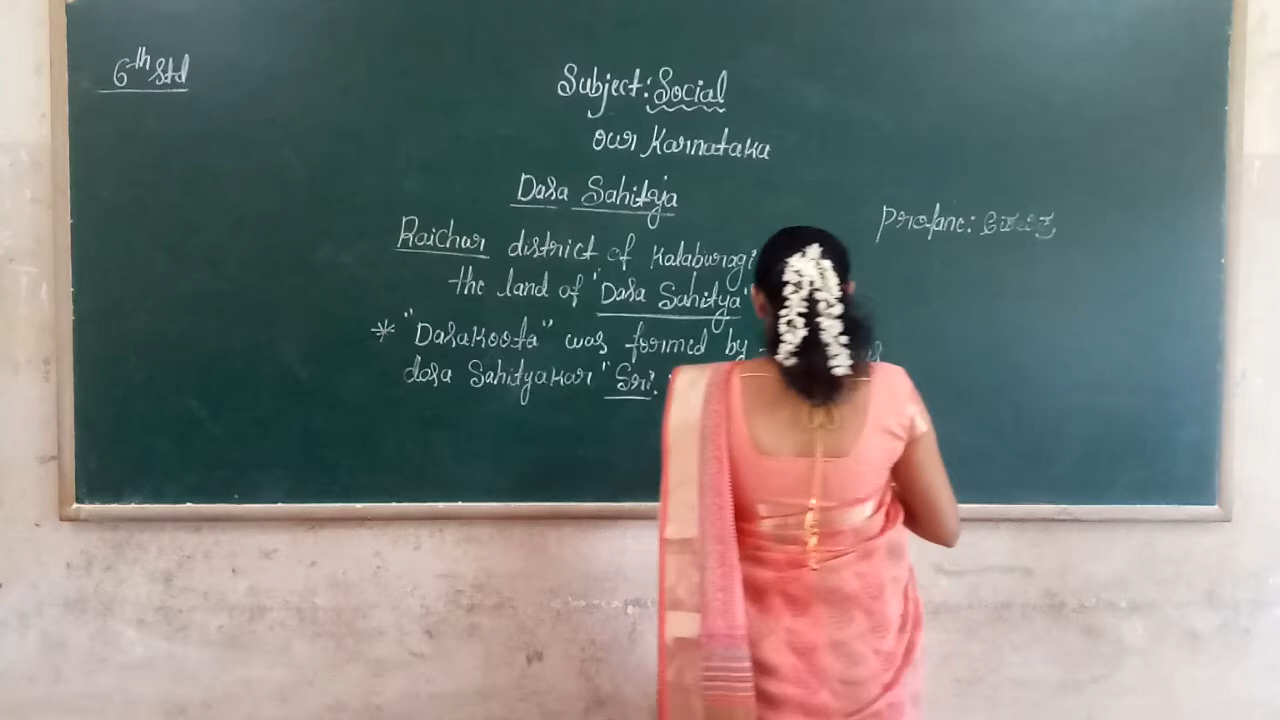 6th Std
Subject: Social
our Karnataka
Dasa Sahitya
Profane: ಅಪವಿತ್ರ
Raichur district of Kalaburagi
the land of "Dasa Sahitya"
* "Dasakoota" was formed by
dasa Sahityakar "Sri.